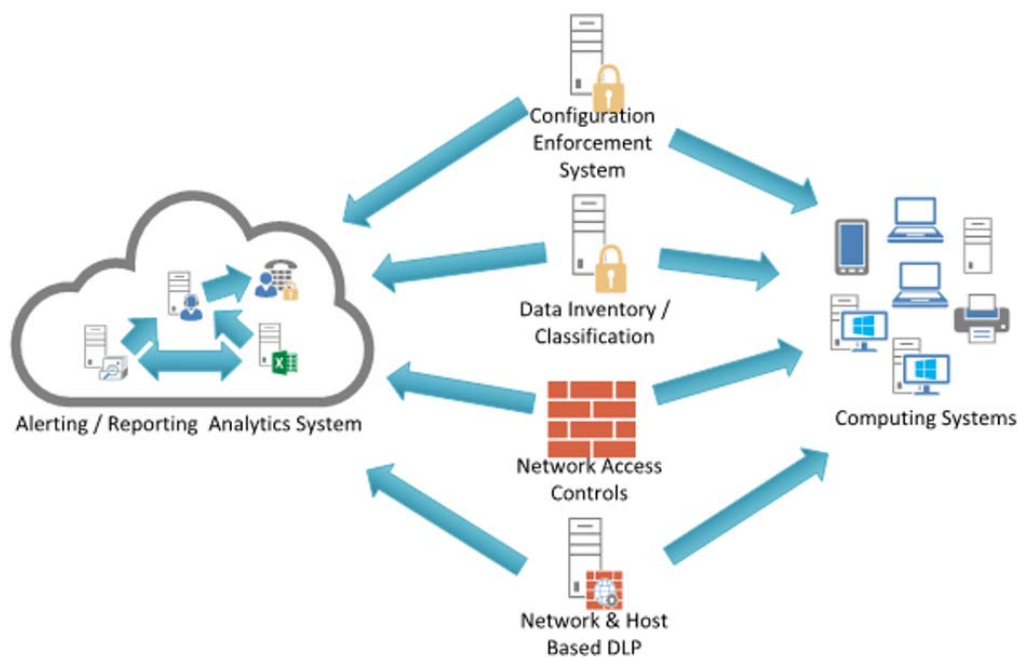 Configuration
Enforcement
System
Data Inventory /
Classification
Alerting / Reporting Analytics System
Computing Systems
Network Access
Controls
Network & Host
Based DLP